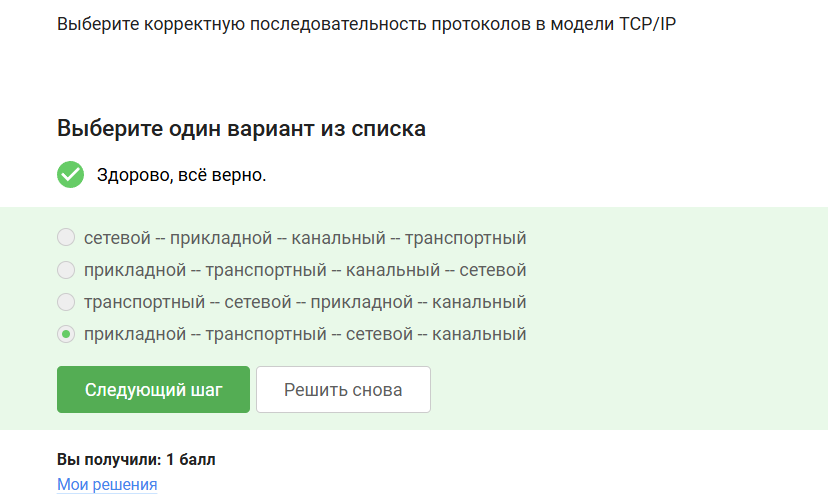 Выберите корректную последовательность протоколов в модели TCP/IP
Выберите один вариант из списка
Здорово, всё верно.
сетевой -- прикладной -- канальный -- транспортный
прикладной -- транспортный -- канальный -- сетевой
транспортный -- сетевой -- прикладной -- канальный
прикладной -- транспортный -- сетевой -- канальный
Следующий шаг Решить снова
Вы получили: 1 балл
Мои решения